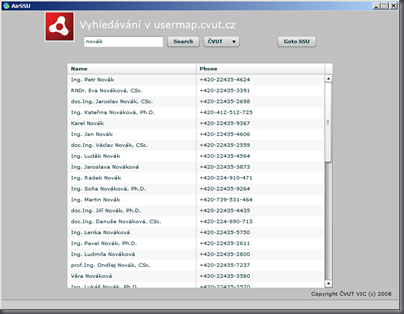 AirSSU
Vyhledávání v usermap.cvut.cz
novák Search ČVUT Goto SSU
Name Phone
Ing. Petr Novák +420-22435-4624
RNDr. Eva Nováková, CSc. +420-22435-3391
doc.Ing. Jaroslav Novák, CSc. +420-22435-2698
Ing. Kateřina Nováková, Ph.D. +420-412-512-725
Karel Novák +420-22435-9367
Ing. Jan Novák +420-22435-4606
doc.Ing. Václav Novák, CSc. +420-22435-2559
Ing. Luděk Novák +420-22435-4564
Ing. Jaroslava Nováková +420-22435-3873
Ing. Radek Novák +420-224-910-471
Ing. Soňa Nováková, Ph.D. +420-22435-9264
Ing. Martin Novák +420-739-531-464
doc.Ing. Jiří Novák, Ph.D. +420-22435-4435
doc.Ing. Danuše Nováková, CSc. +420-224-890-713
Ing. Lenka Nováková +420-22435-5750
Ing. Pavel Novák, Ph.D. +420-22435-2611
Ing. Ludmila Nováková +420-22435-2800
prof.Ing. Ondřej Novák, CSc. +420-22435-7237
Věra Nováková +420-22435-3580
Ing. Lukáš Novák, Ph.D. +420-22435-2570
Copyright ČVUT VIC (c) 2008